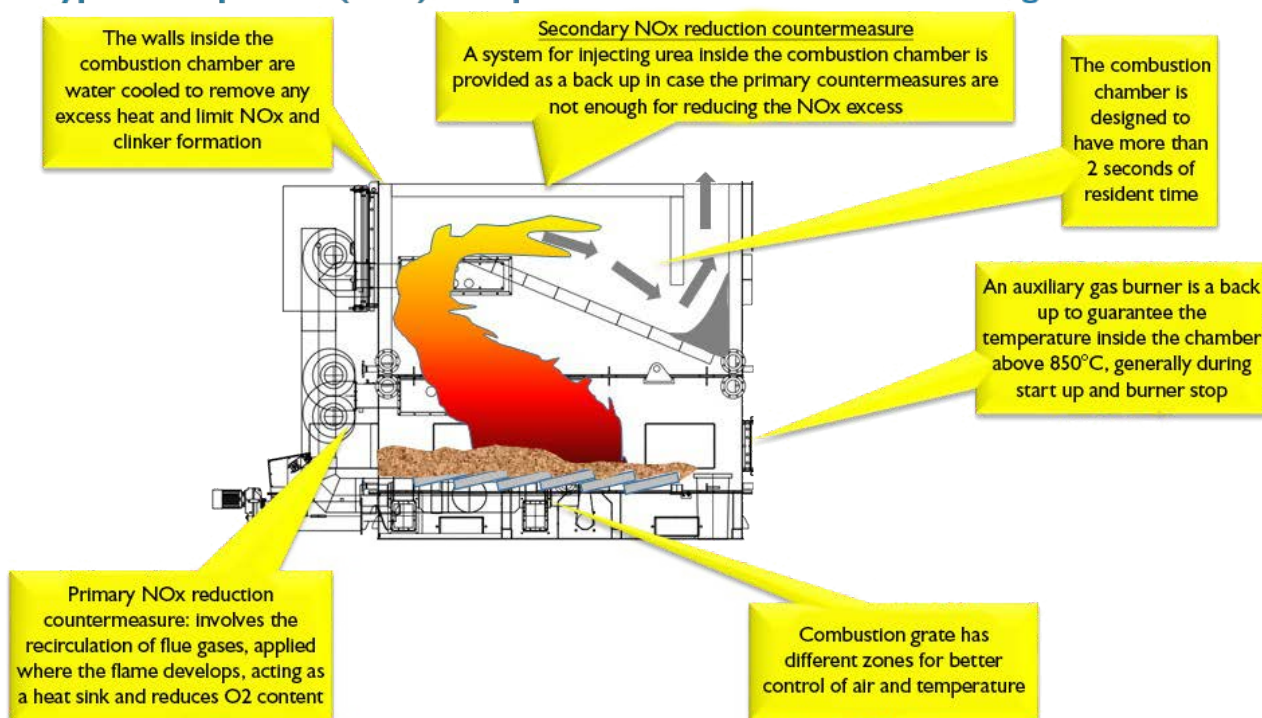 The walls inside the
combustion chamber are
water cooled to remove any
excess heat and limit NOx and
clinker formation
Secondary NOx reduction countermeasure
A system for injecting urea inside the combustion chamber is
provided as a back up in case the primary countermeasures are
not enough for reducing the NOx excess
The combustion
chamber is
designed to
have more than
2 seconds of
resident time
An auxiliary gas burner is a back
up to guarantee the
temperature inside the chamber
above 850°C, generally during
start up and burner stop
Primary NOx reduction
countermeasure: involves the
recirculation of flue gases, applied
where the flame develops, acting as
a heat sink and reduces O2 content
Combustion grate has
different zones for better
control of air and temperature